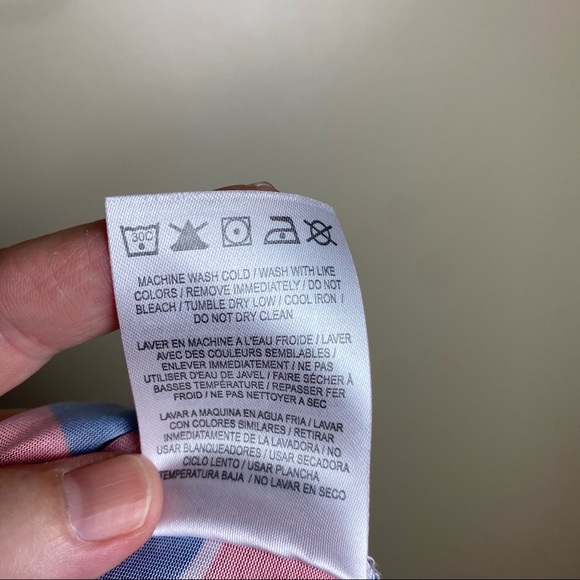 30C
MACHINE WASH COLD / WASH WITH LIKE
COLORS / REMOVE IMMEDIATELY / DO NOT
BLEACH / TUMBLE DRY LOW / COOL IRON /
DO NOT DRY CLEAN
LAVER EN MACHINE A L'EAU FROIDE / LAVER
AVEC DES COULEURS SEMBLABLES /
ENLEVER IMMEDIATEMENT / NE PAS
UTILISER D'EAU DE JAVEL / FAIRE SÉCHER À
BASSES TEMPÉRATURE / REPASSER FER
FROID / NE PAS NETTOYER A SEC
LAVAR A MAQUINA EN AGUA FRIA / LAVAR
CON COLORES SIMILARES / RETIRAR
INMEDIATAMENTE DE LA LAVADORA / NO
USAR BLANQUEADORES / USAR SECADORA
CICLO LENTO / USAR PLANCHA
TEMPERATURA BAJA / NO LAVAR EN SECO